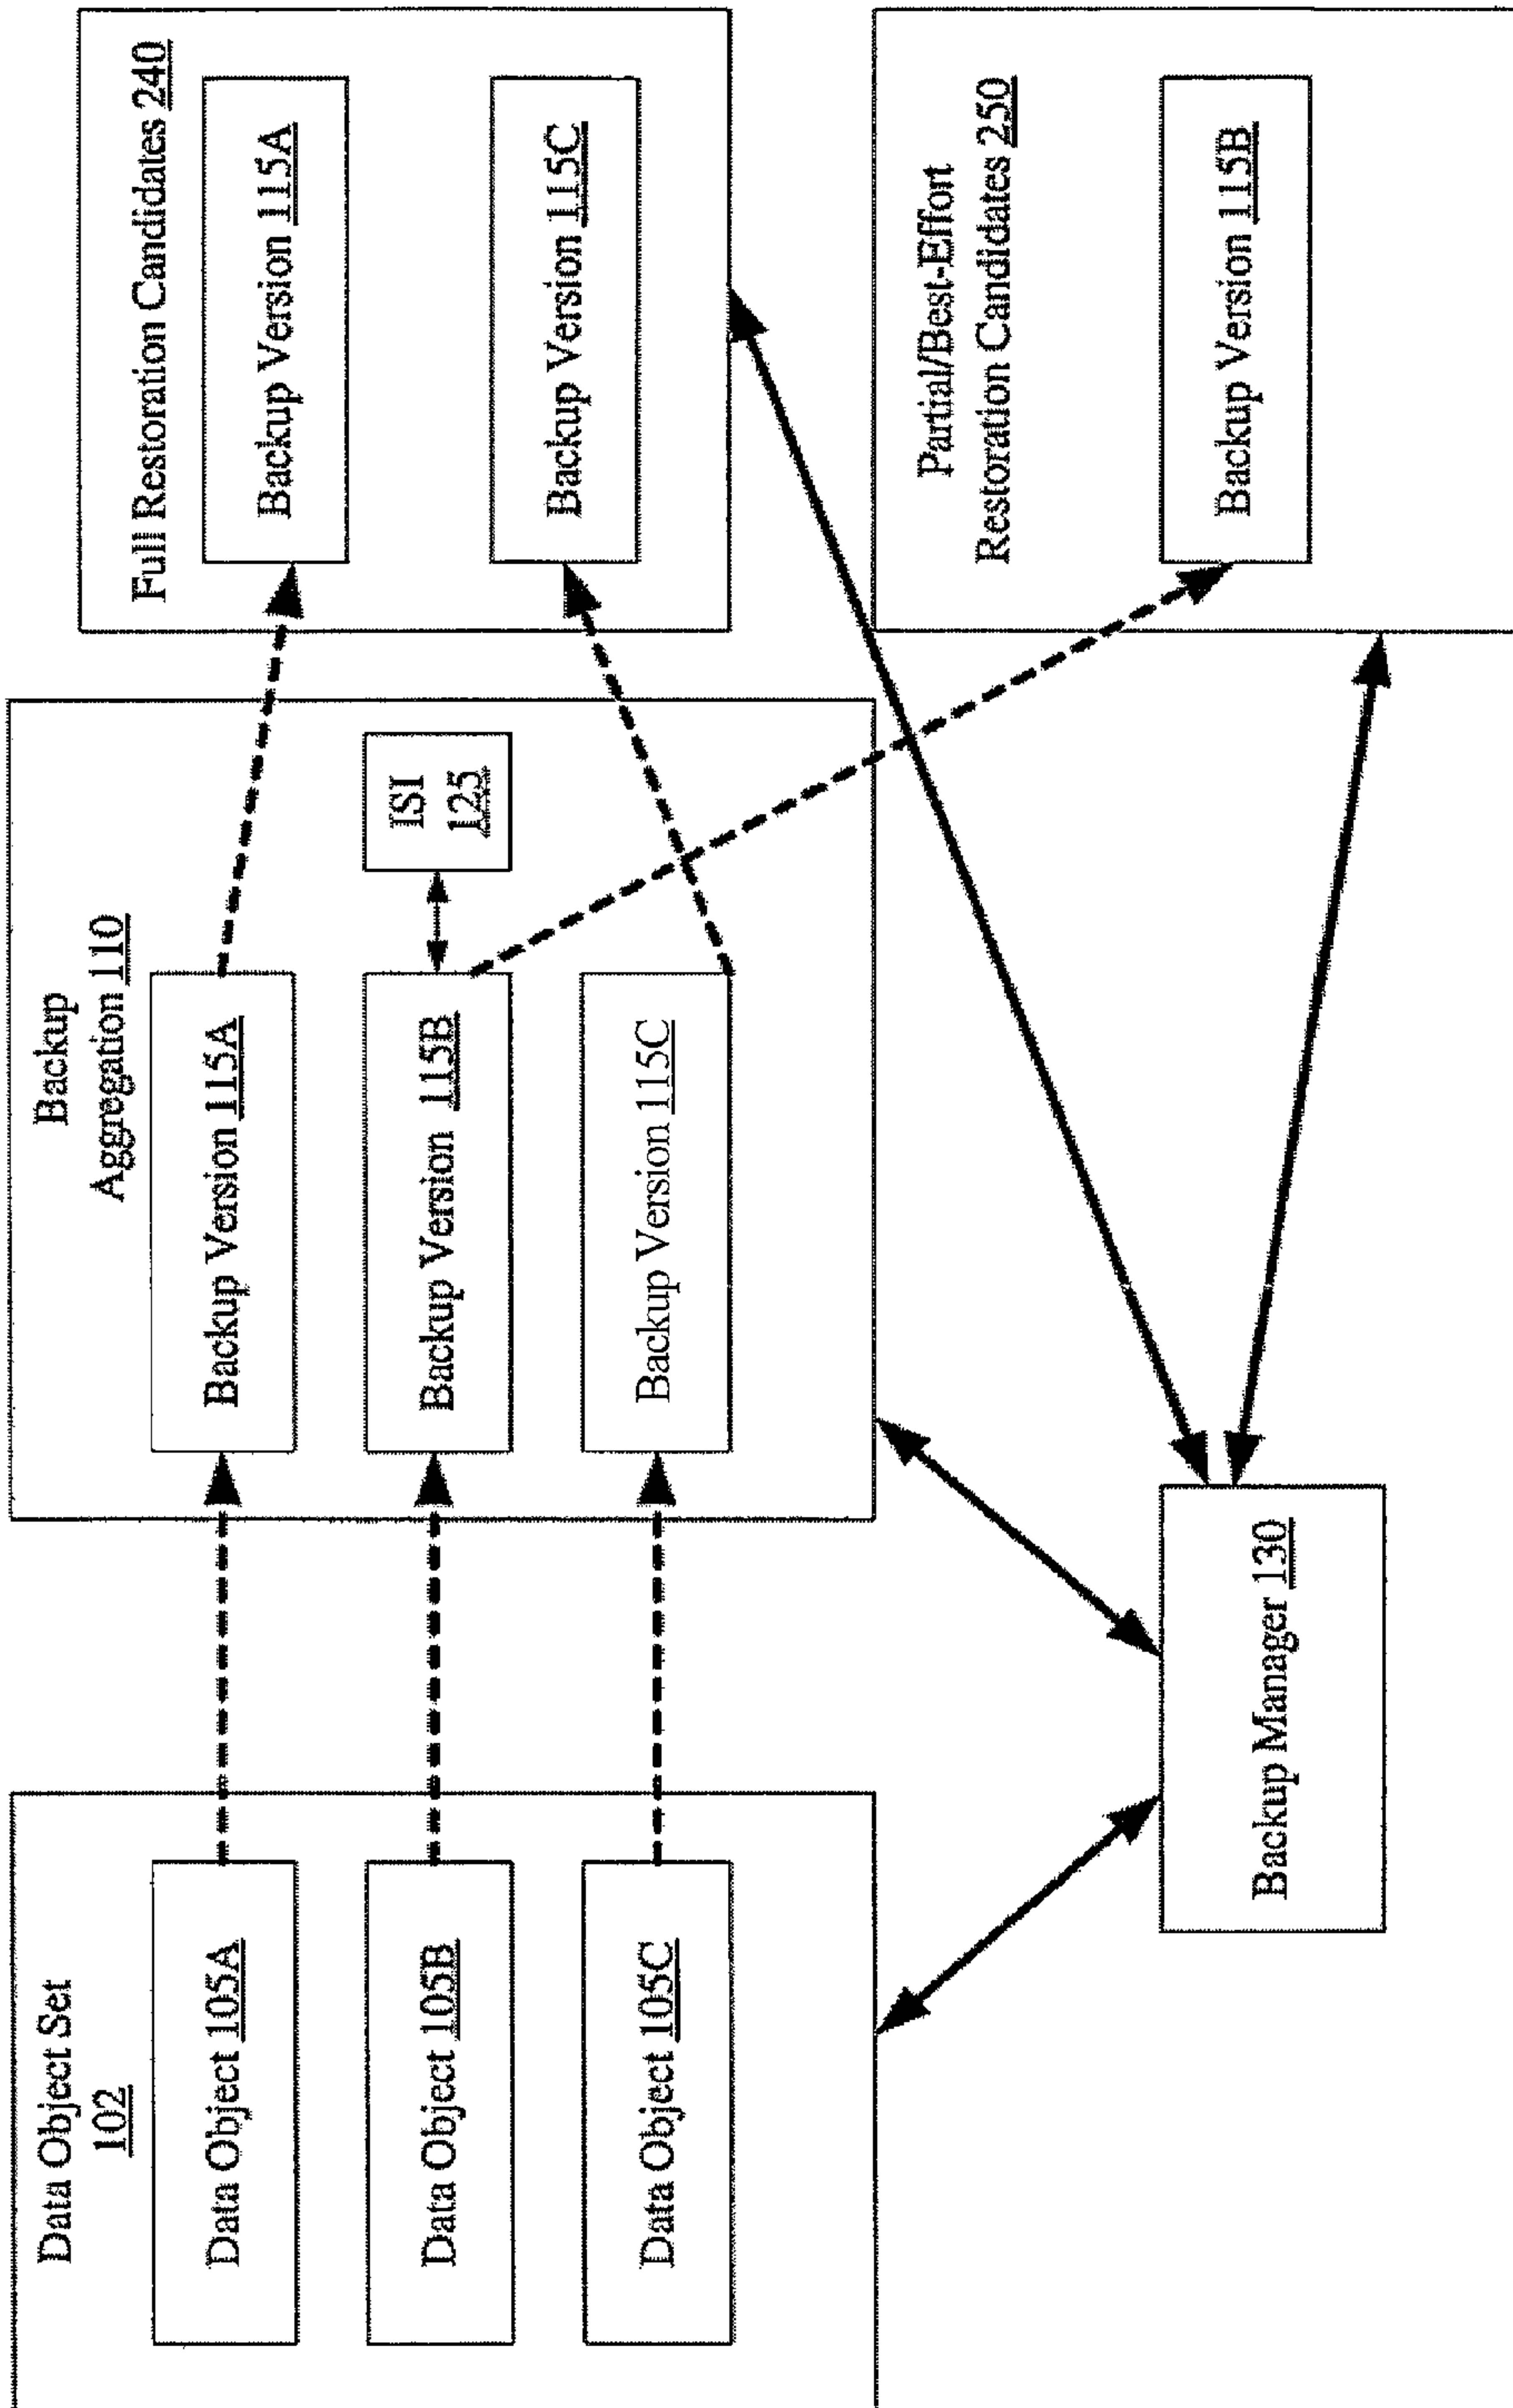 Data Object Set
102
Data Object 105A
Data Object 105B
Data Object 105C
Backup
Aggregation 110
Backup Version 115A
Backup Version 115B
ISI
125
Backup Version 115C
Full Restoration Candidates 240
Backup Version 115A
Backup Version 115C
Partial/Best-Effort
Restoration Candidates 250
Backup Version 115B
Backup Manager 130